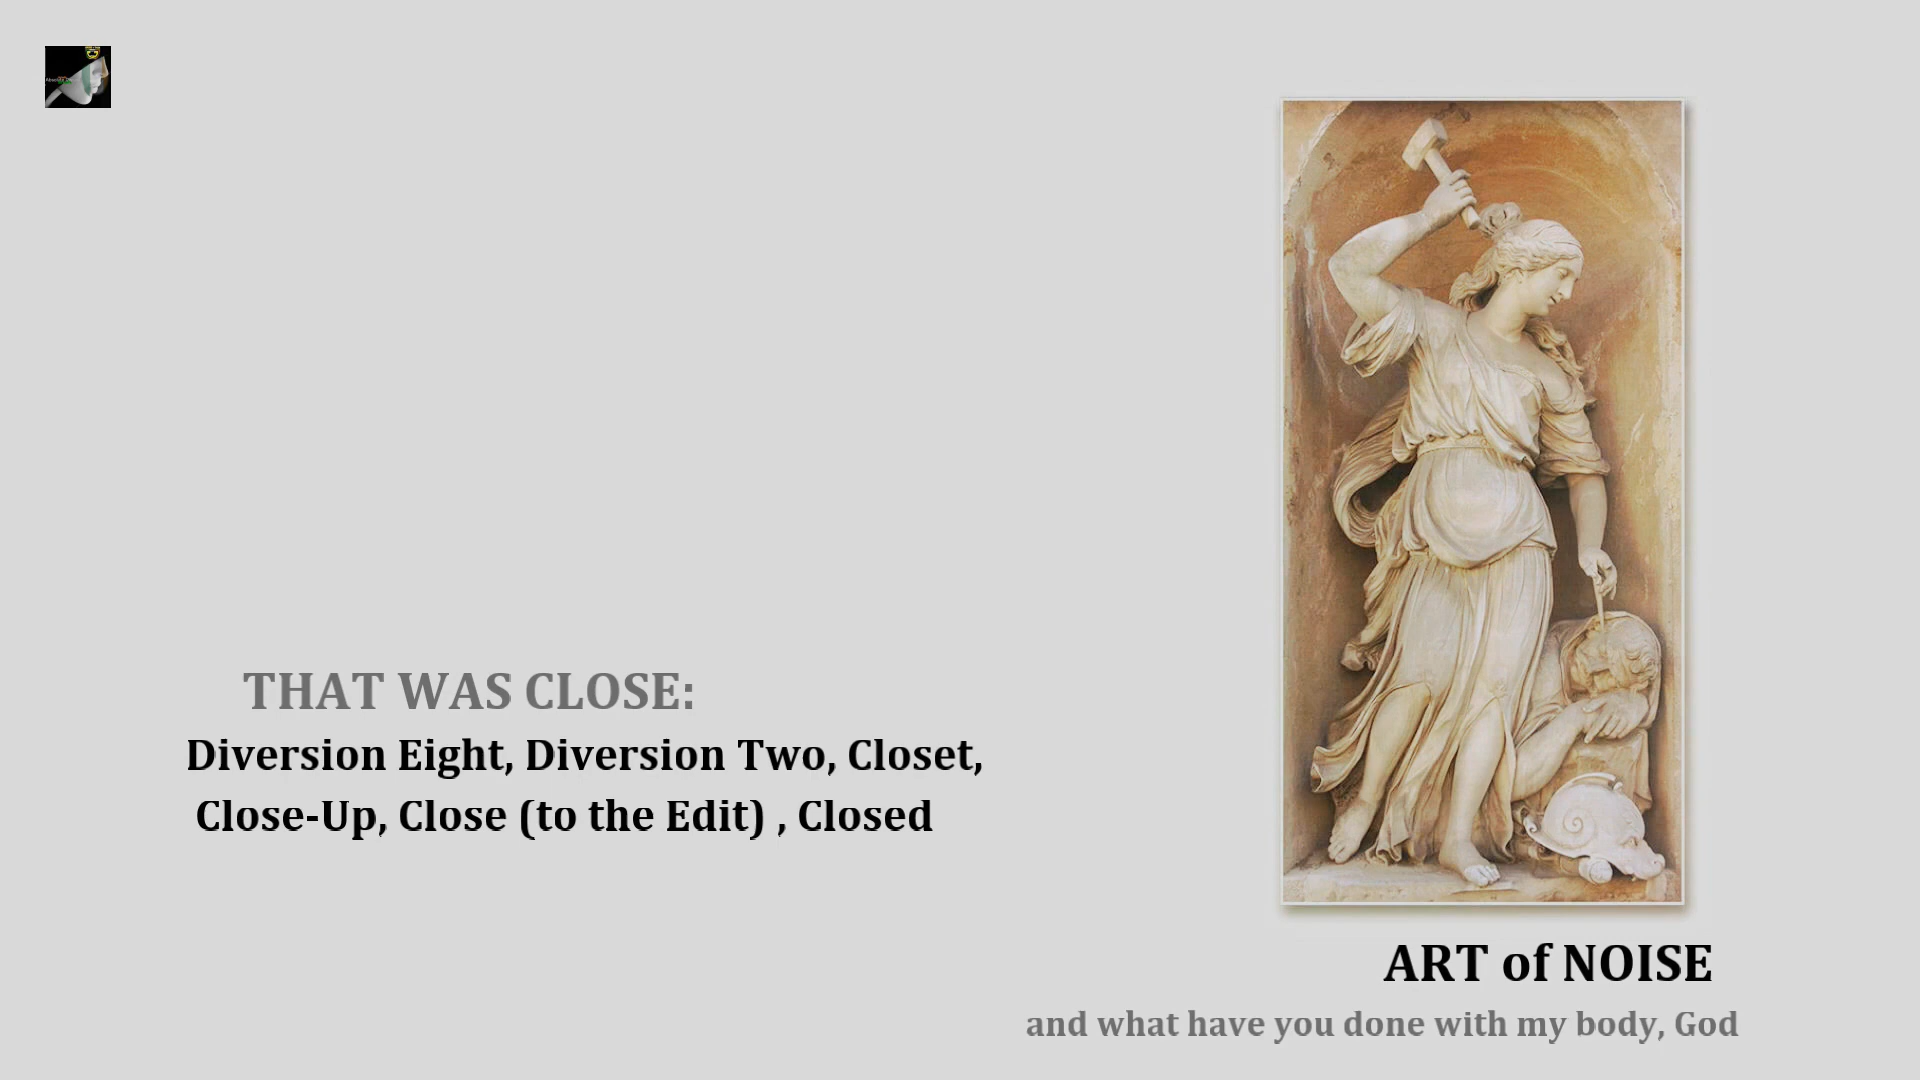 THAT WAS CLOSE:
Diversion Eight, Diversion Two, Closet,
Close-Up, Close (to the Edit) , Closed
ART of NOISE
and what have you done with my body, God